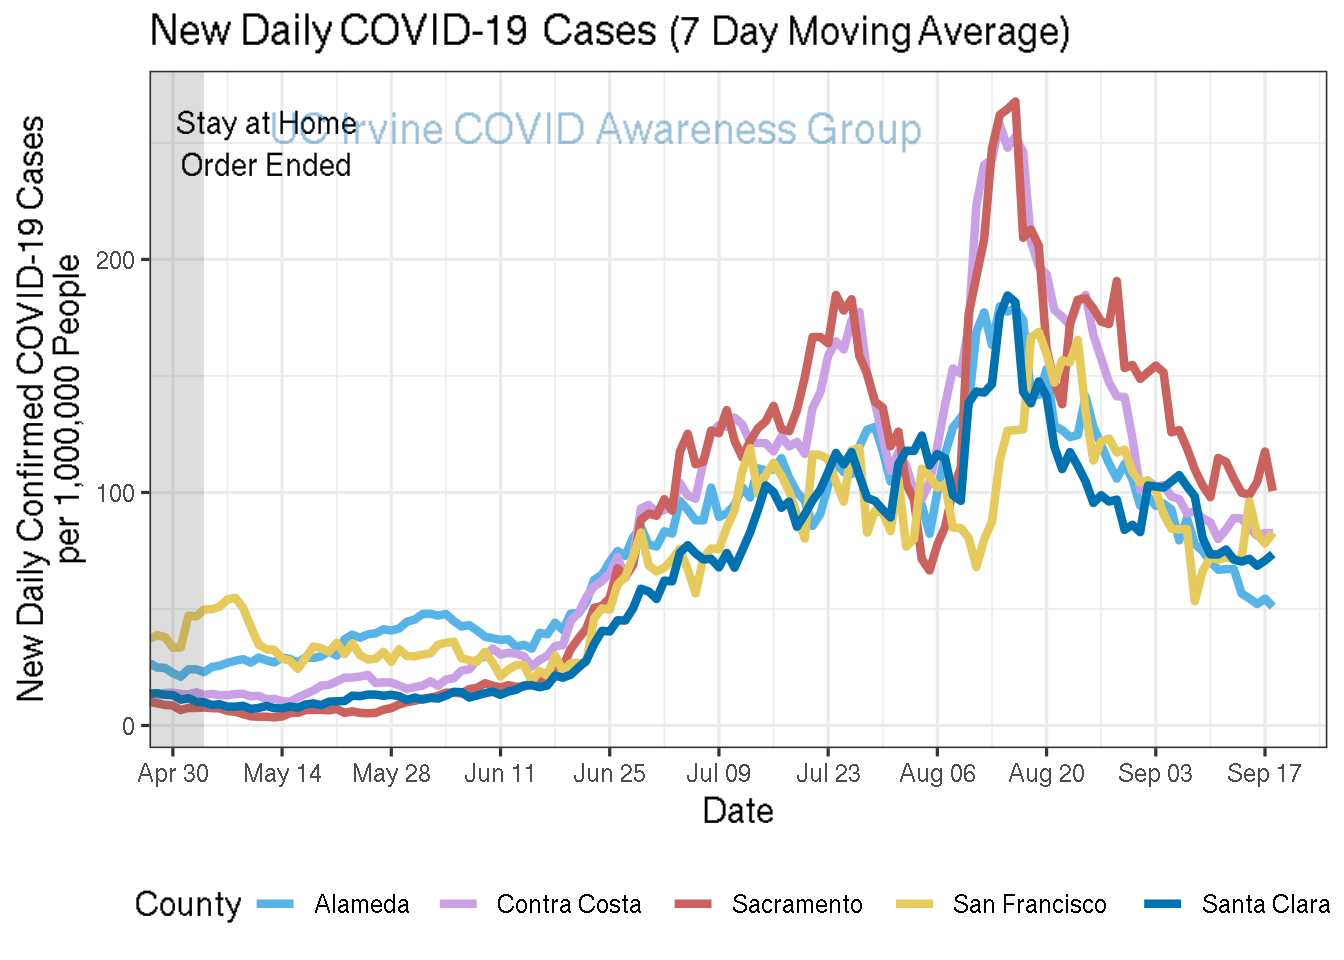 New Daily COVID-19 Cases (7 Day Moving Average)
Stay at Home
UC Irvine COVID Awareness Group
Order Ended
New Daily Confirmed COVID-19 Cases
per 1,000,000 People
200
100
0
Apr 30 May 14 May 28 Jun 11 Jun 25 Jul 09 Jul 23 Aug 06 Aug 20 Sep 03 Sep 17
Date
County Alameda Contra Costa Sacramento San Francisco Santa Clara